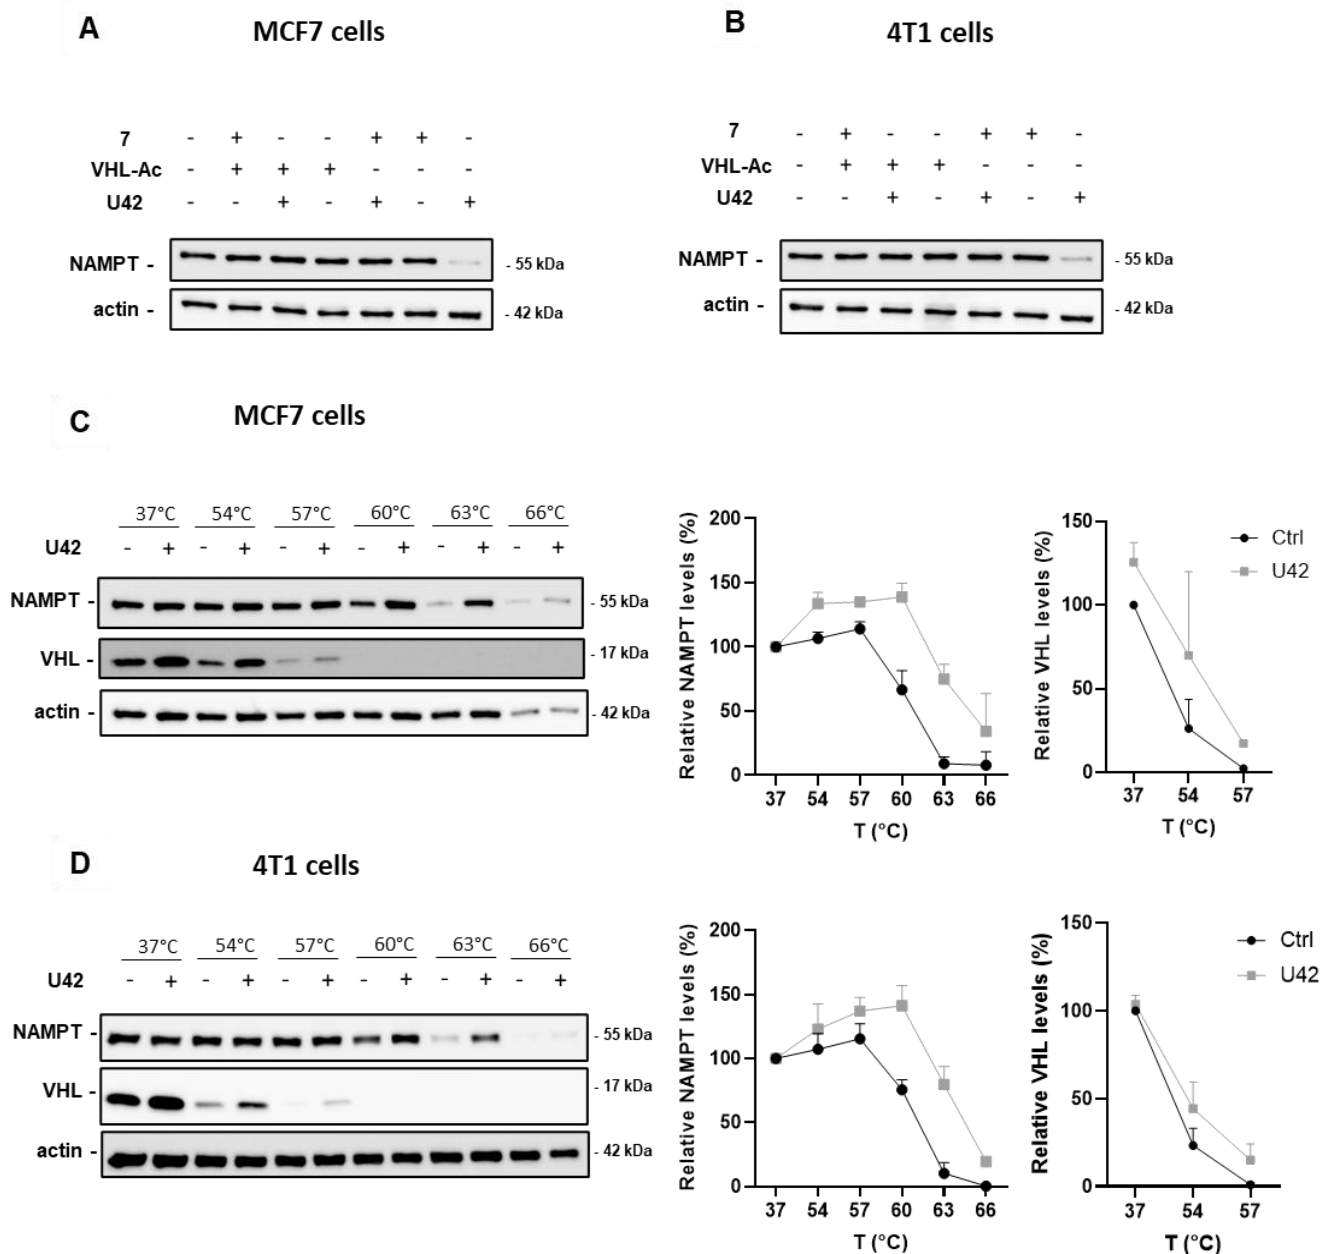 A
MCF7 cells
B
4T1 cells
7 - + - - + + -
VHL-Ac - + + + - - -
U42 - - + - + - +
NAMPT - - 55 kDa
actin - - 42 kDa
7 - + - - + + -
VHL-Ac - + + + - - -
U42 - - + - + - +
NAMPT - - 55 kDa
actin - - 42 kDa
C
MCF7 cells
37°C 54°C 57°C 60°C 63°C 66°C
U42 - + - + - + - + - + - +
NAMPT - - 55 kDa
VHL - - 17 kDa
actin - - 42 kDa
Relative NAMPT levels (%)
200
150
100
50
0
37 54 57 60 63 66
T (°C)
Relative VHL levels (%)
150
100
50
0
37 54 57
T (°C)
Ctrl
U42
D
4T1 cells
37°C 54°C 57°C 60°C 63°C 66°C
U42 - + - + - + - + - + - +
NAMPT - - 55 kDa
VHL - - 17 kDa
actin - - 42 kDa
Relative NAMPT levels (%)
200
150
100
50
0
37 54 57 60 63 66
T (°C)
Relative VHL levels (%)
150
100
50
0
37 54 57
T (°C)
Ctrl
U42